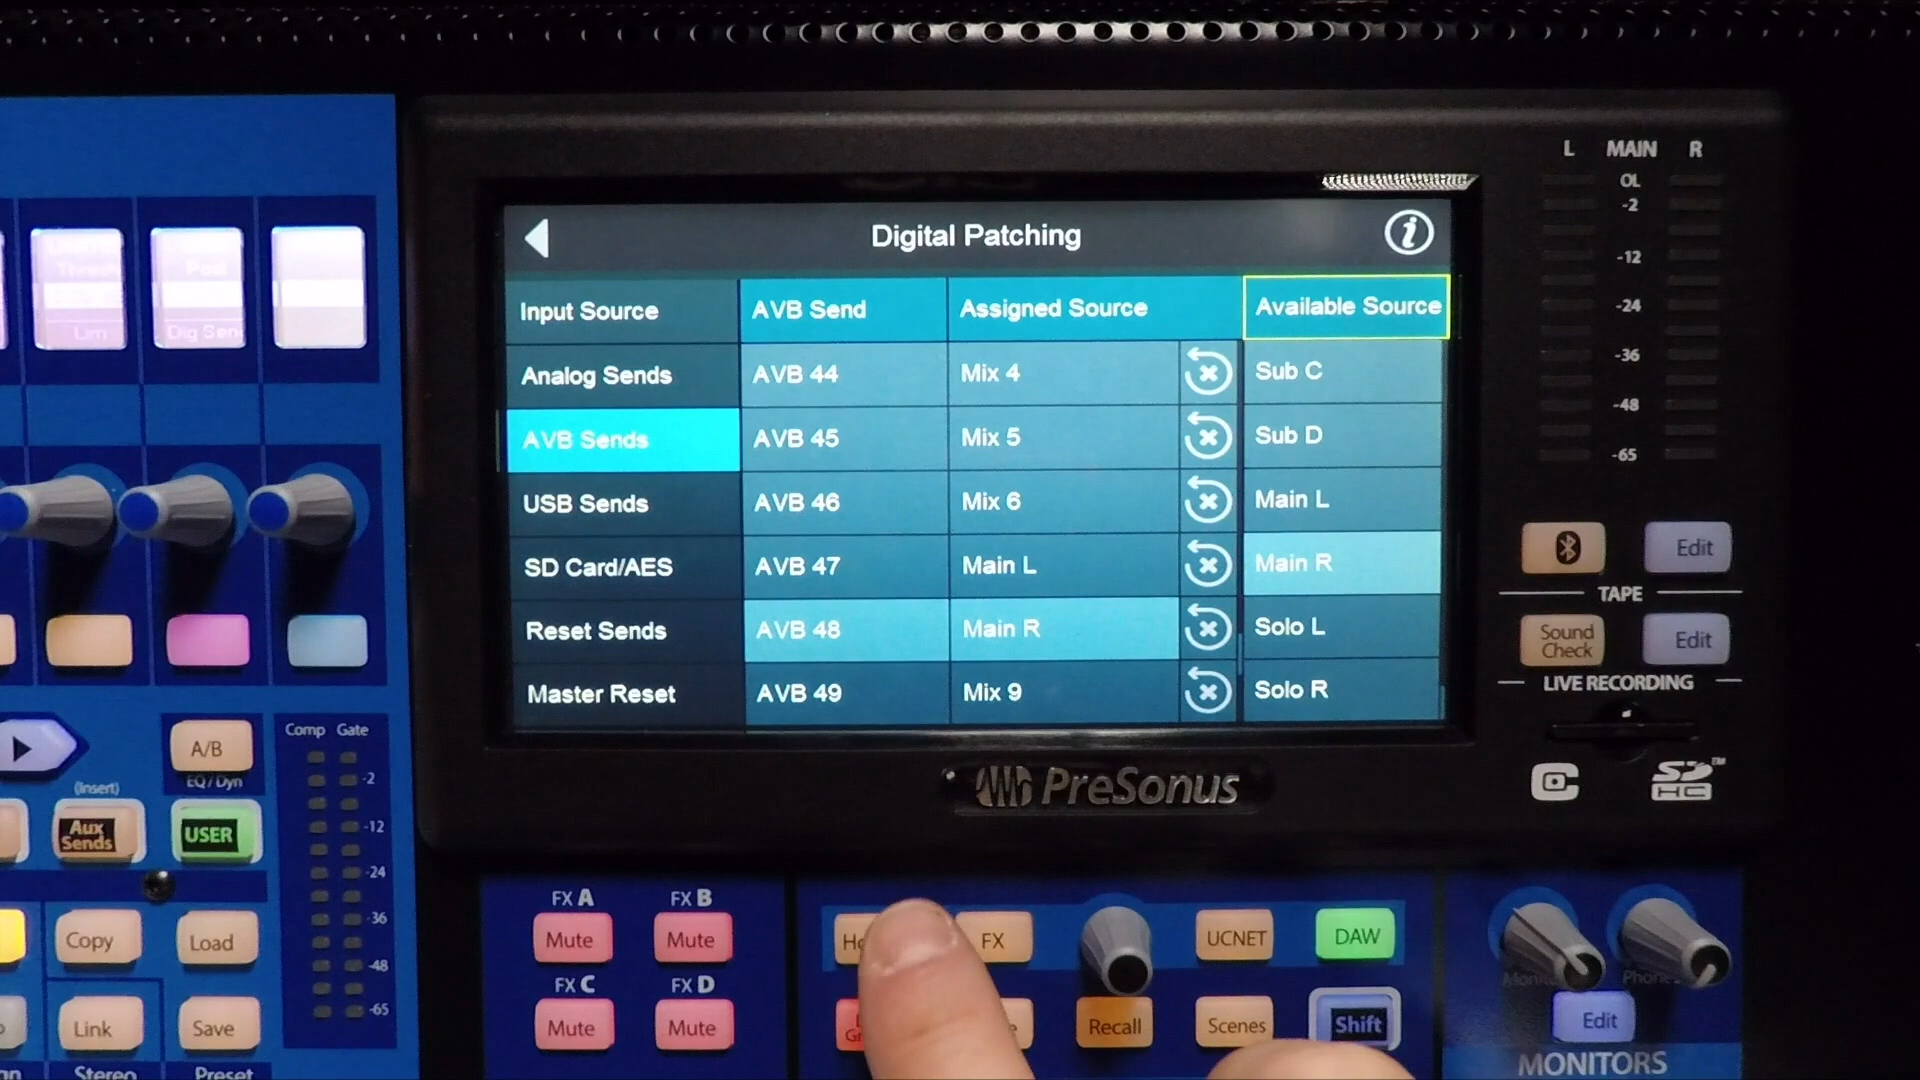 L MAIN R
OL
-2
-12
-24
-36
-48
-65
Digital Patching
i
Input Source AVB Send Assigned Source Available Source
Analog Sends AVB 44 Mix 4 Sub C
AVB Sends AVB 45 Mix 5 Sub D
USB Sends AVB 46 Mix 6 Main L
SD Card/AES AVB 47 Main L Main R
Reset Sends AVB 48 Main R Solo L
Master Reset AVB 49 Mix 9 Solo R
Lim
Dig Send
Edit
TAPE
Sound
Check
Edit
LIVE RECORDING
SD
HC
PreSonus
A/B
EQ/Dyn
(Insert)
Aux
Sends
USER
Comp Gate
-2
-12
-24
-36
-48
-65
Copy
Load
Link
Save
Stereo
Preset
FX A
Mute
FX B
Mute
FX C
Mute
FX D
Mute
FX
UCNET
DAW
Recall
Scenes
Shift
Edit
MONITORS